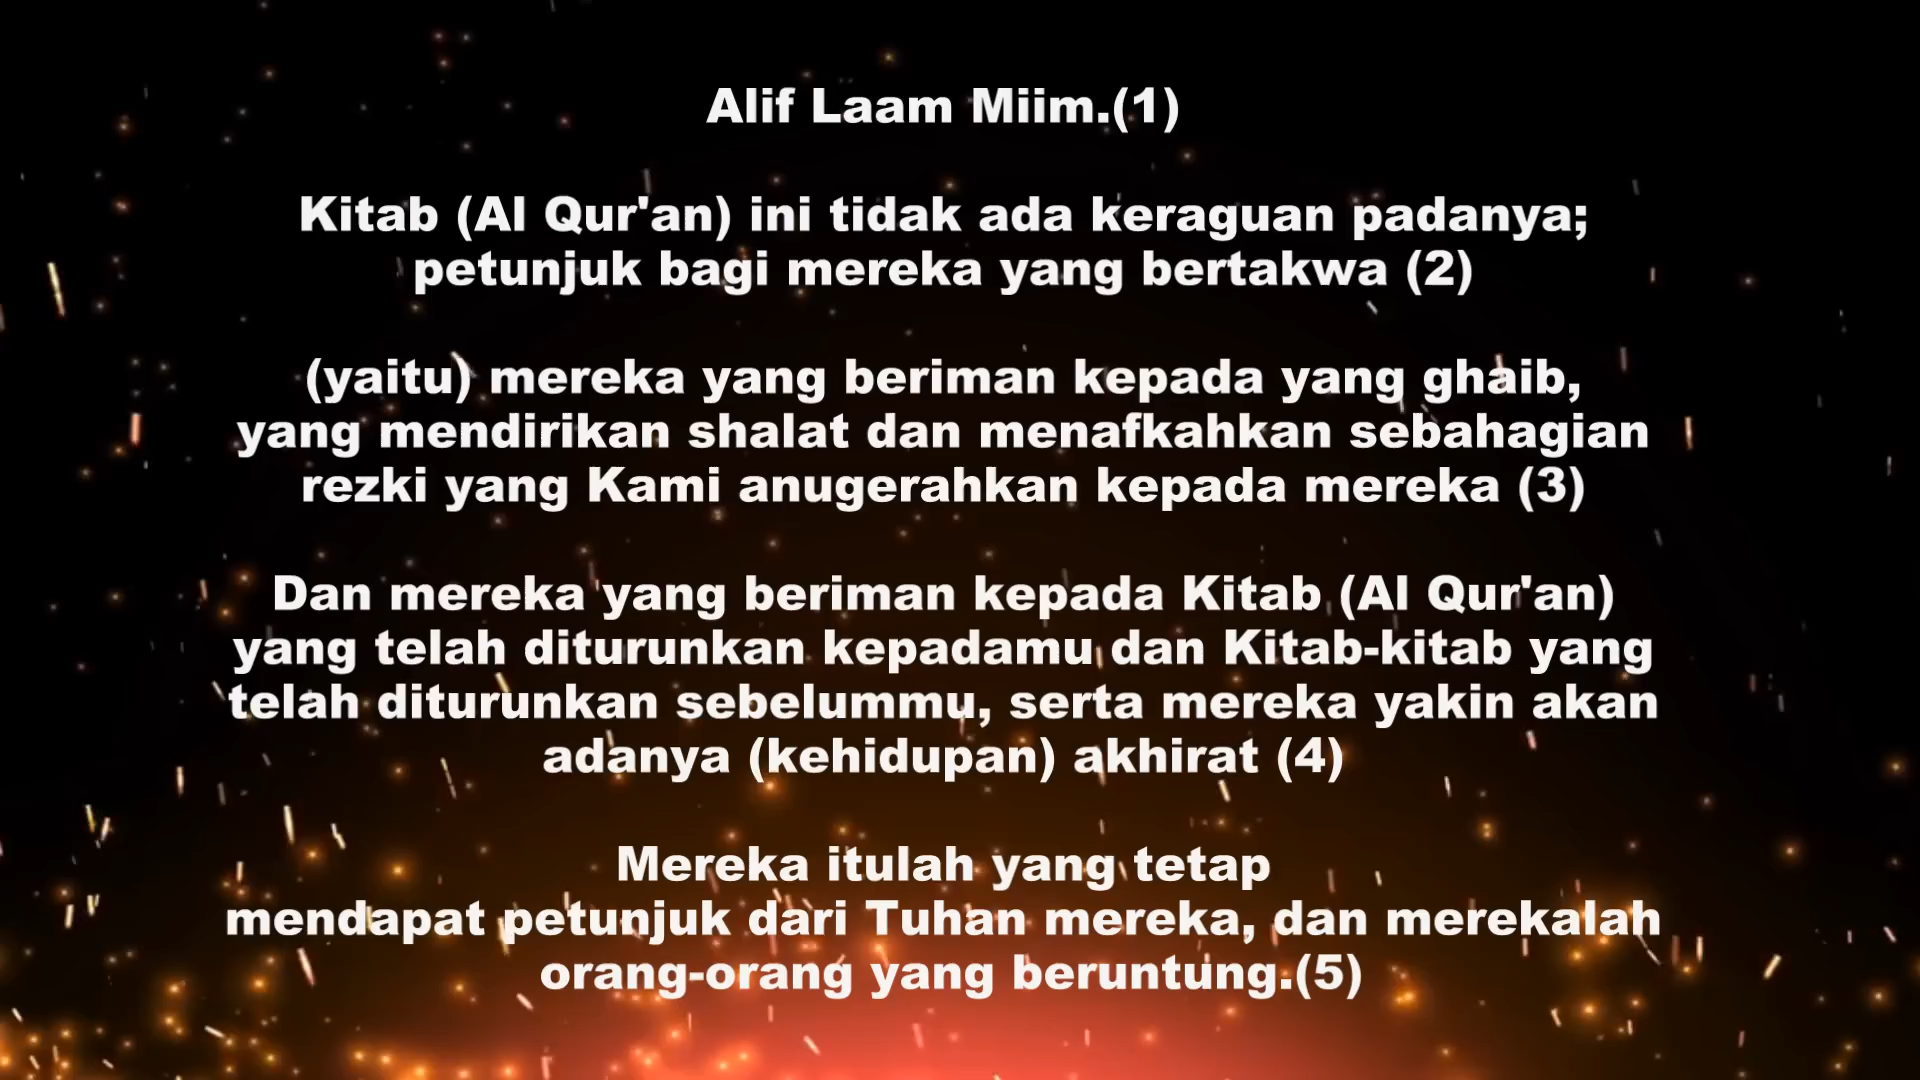 Alif Laam Miim.(1)
Kitab (Al Qur'an) ini tidak ada keraguan padanya;
petunjuk bagi mereka yang bertakwa (2)
(yaitu) mereka yang beriman kepada yang ghaib,
yang mendirikan shalat dan menafkahkan sebahagian
rezki yang Kami anugerahkan kepada mereka (3)
Dan mereka yang beriman kepada Kitab (Al Qur'an)
yang telah diturunkan kepadamu dan Kitab-kitab yang
telah diturunkan sebelummu, serta mereka yakin akan
adanya (kehidupan) akhirat (4)
Mereka itulah yang tetap
mendapat petunjuk dari Tuhan mereka, dan merekalah
orang-orang yang beruntung.(5)